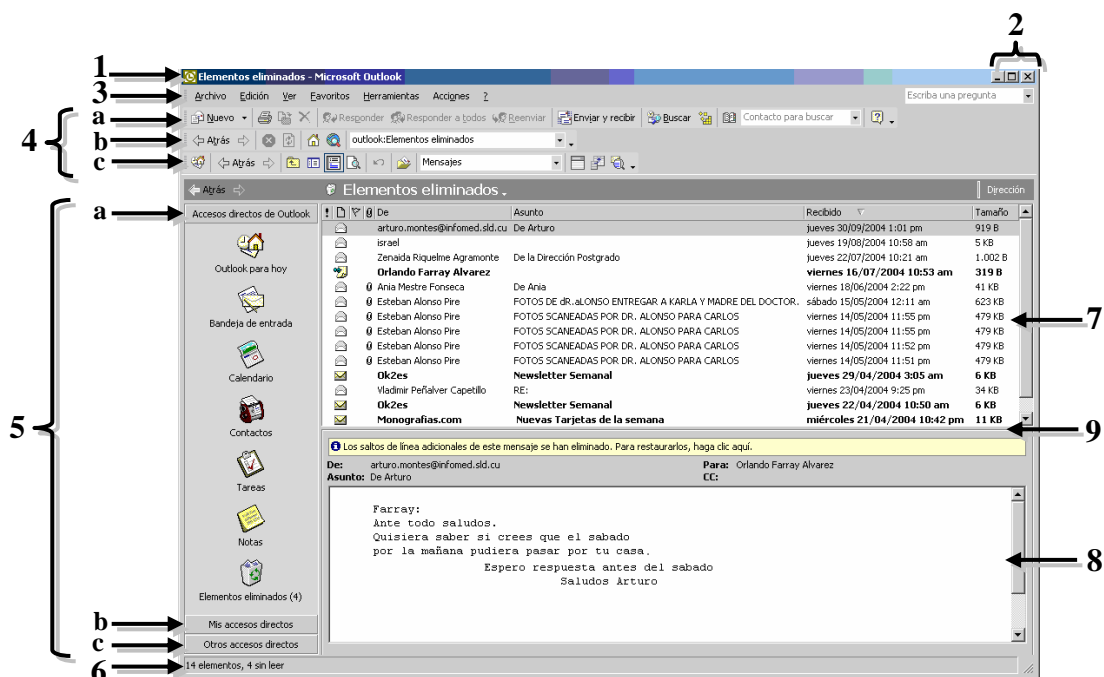 2
1 Elementos eliminados - Microsoft Outlook
3 Archivo Edición Ver Favoritos Herramientas Acciones ? Escriba una pregunta
4
a Nuevo Responder Responder a todos Reenviar Enviar y recibir Buscar Contacto para buscar
b Atrás outlook:Elementos eliminados
c Atrás Mensajes
Atrás Elementos eliminados Dirección
5
a Accesos directos de Outlook
Outlook para hoy
Bandeja de entrada
Calendario
Contactos
Tareas
Notas
Elementos eliminados (4)
b Mis accesos directos
c Otros accesos directos
! De Asunto Recibido Tamaño
arturo.montes@infomed.sld.cu De Arturo jueves 30/09/2004 1:01 pm 919 B
israel jueves 19/08/2004 10:58 am 5 KB
Zenaida Riquelme Agramonte De la Dirección Postgrado jueves 22/07/2004 10:21 am 1.002 B
Orlando Farray Alvarez viernes 16/07/2004 10:53 am 319 B
Ania Mestre Fonseca De Ania viernes 18/06/2004 2:22 pm 41 KB
Esteban Alonso Pire FOTOS DE dR.aLONSO ENTREGAR A KARLA Y MADRE DEL DOCTOR. sábado 15/05/2004 12:11 am 623 KB
Esteban Alonso Pire FOTOS SCANEADAS POR DR. ALONSO PARA CARLOS viernes 14/05/2004 11:55 pm 479 KB
7
Esteban Alonso Pire FOTOS SCANEADAS POR DR. ALONSO PARA CARLOS viernes 14/05/2004 11:55 pm 479 KB
Esteban Alonso Pire FOTOS SCANEADAS POR DR. ALONSO PARA CARLOS viernes 14/05/2004 11:52 pm 479 KB
Esteban Alonso Pire FOTOS SCANEADAS POR DR. ALONSO PARA CARLOS viernes 14/05/2004 11:51 pm 479 KB
Ok2es Newsletter Semanal jueves 29/04/2004 3:05 am 6 KB
Vladimir Peñalver Capetillo RE: viernes 23/04/2004 9:25 pm 34 KB
Ok2es Newsletter Semanal jueves 22/04/2004 10:50 am 6 KB
Monografias.com Nuevas Tarjetas de la semana miércoles 21/04/2004 10:42 pm 11 KB
9
Los saltos de línea adicionales de este mensaje se han eliminado. Para restaurarlos, haga clic aquí.
De: arturo.montes@infomed.sld.cu Para: Orlando Farray Alvarez
Asunto: De Arturo CC:
Farray:
Ante todo saludos.
Quisiera saber si crees que el sabado
por la mañana pudiera pasar por tu casa.
Espero respuesta antes del sabado
Saludos Arturo
8
6 14 elementos, 4 sin leer